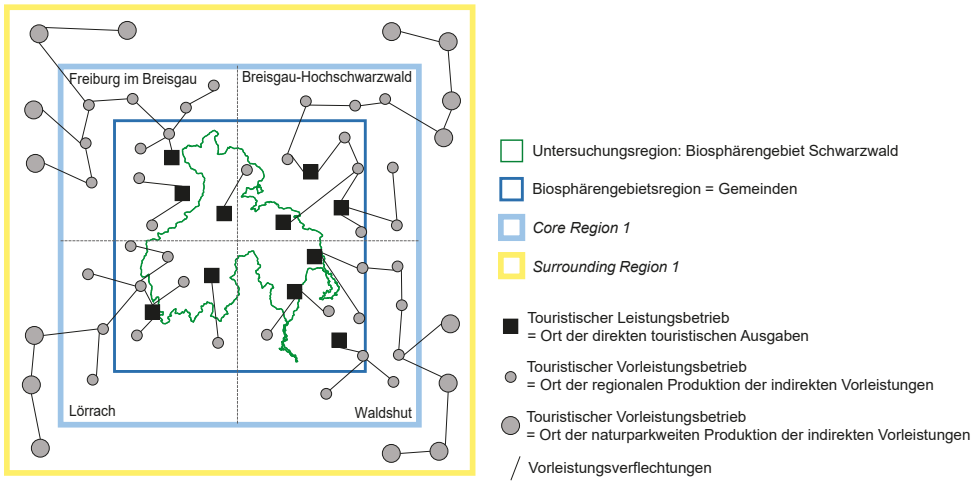 Freiburg im Breisgau
Breisgau-Hochschwarzwald
Lörrach
Waldshut
Untersuchungsregion: Biosphärengebiet Schwarzwald
Biosphärengebietsregion = Gemeinden
Core Region 1
Surrounding Region 1
Touristischer Leistungsbetrieb
= Ort der direkten touristischen Ausgaben
Touristischer Vorleistungsbetrieb
= Ort der regionalen Produktion der indirekten Vorleistungen
Touristischer Vorleistungsbetrieb
= Ort der naturparkweiten Produktion der indirekten Vorleistungen
Vorleistungsverflechtungen